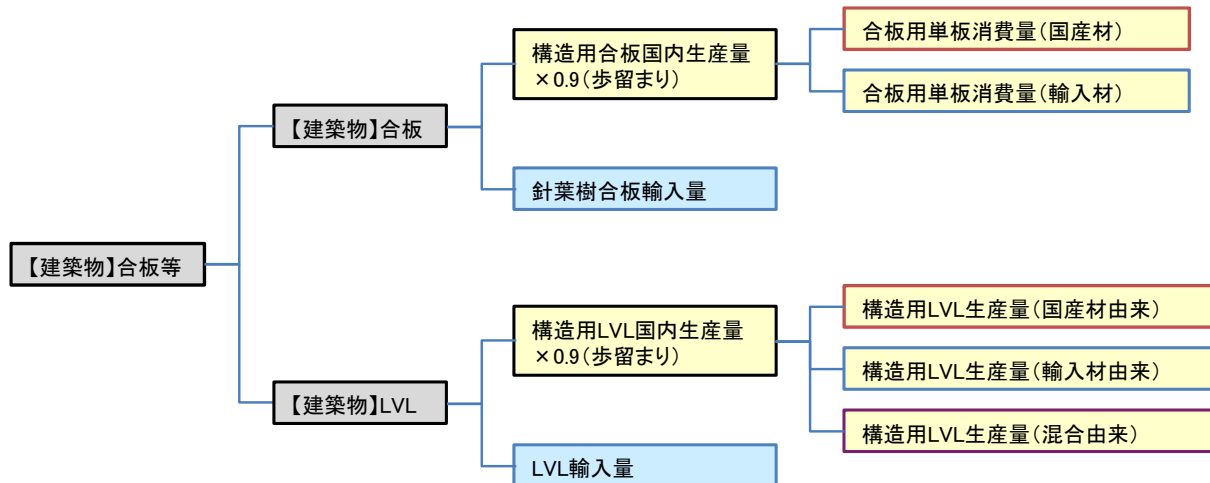 【建築物】合板等
【建築物】合板
構造用合板国内生産量
×0.9(歩留まり)
合板用単板消費量(国産材)
合板用単板消費量(輸入材)
針葉樹合板輸入量
【建築物】LVL
構造用LVL国内生産量
×0.9(歩留まり)
構造用LVL生産量(国産材由来)
構造用LVL生産量(輸入材由来)
構造用LVL生産量(混合由来)
LVL輸入量